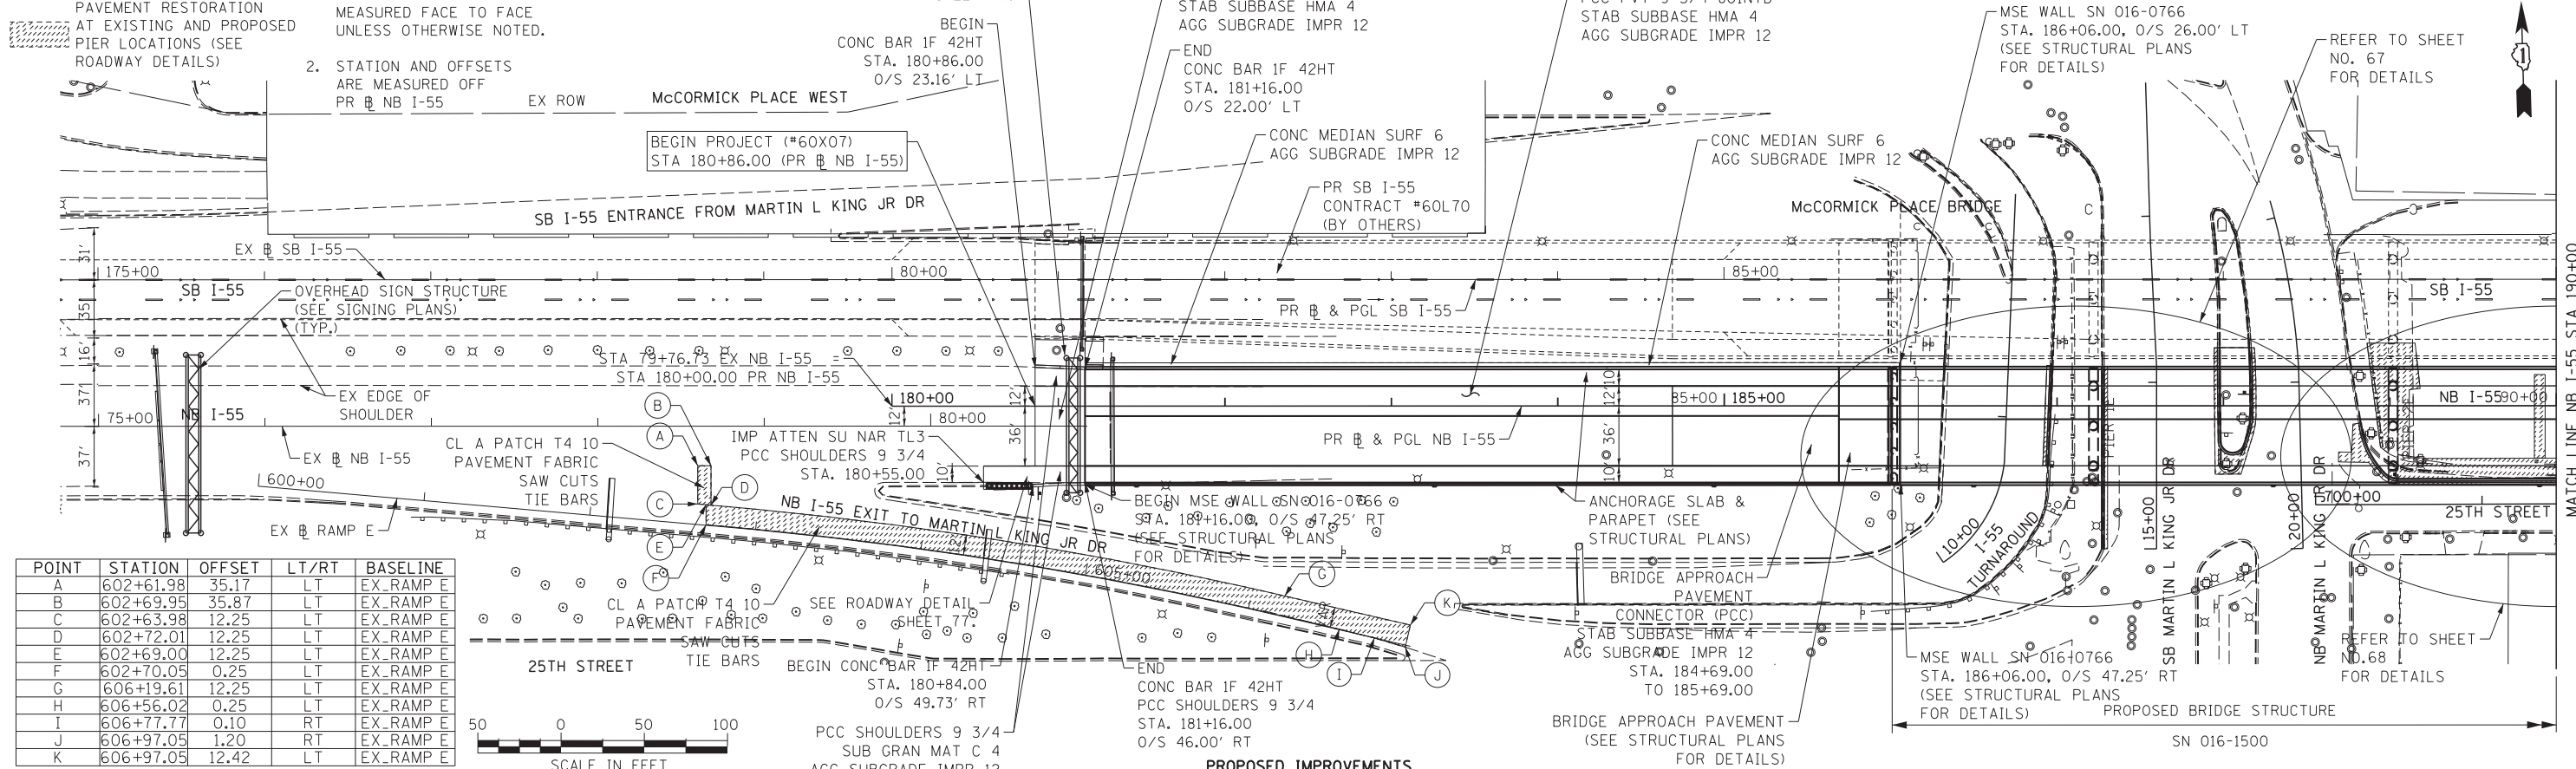 PAVEMENT RESTORATION
AT EXISTING AND PROPOSED
PIER LOCATIONS (SEE
ROADWAY DETAILS)
MEASURED FACE TO FACE
UNLESS OTHERWISE NOTED.
2. STATION AND OFFSETS
ARE MEASURED OFF
PR ℄ NB I-55
EX ROW
McCORMICK PLACE WEST
BEGIN
CONC BAR 1F 42HT
STA. 180+86.00
O/S 23.16' LT
STAB SUBBASE HMA 4
AGG SUBGRADE IMPR 12
END
CONC BAR 1F 42HT
STA. 181+16.00
O/S 22.00' LT
STAB SUBBASE HMA 4
AGG SUBGRADE IMPR 12
MSE WALL SN 016-0766
STA. 186+06.00, O/S 26.00' LT
(SEE STRUCTURAL PLANS
FOR DETAILS)
REFER TO SHEET
NO. 67
FOR DETAILS
BEGIN PROJECT (#60X07)
STA 180+86.00 (PR ℄ NB I-55)
CONC MEDIAN SURF 6
AGG SUBGRADE IMPR 12
CONC MEDIAN SURF 6
AGG SUBGRADE IMPR 12
PR SB I-55
CONTRACT #60L70
(BY OTHERS)
McCORMICK PLACE BRIDGE
SB I-55 ENTRANCE FROM MARTIN L KING JR DR
31'
EX ℄ SB I-55
175+00
80+00
85+00
SB I-55
OVERHEAD SIGN STRUCTURE
(SEE SIGNING PLANS)
(TYP.)
35'
PR ℄ & PGL SB I-55
SB I-55
16'
STA 79+76.73 EX NB I-55 =
STA 180+00.00 PR NB I-55
37'
EX EDGE OF
SHOULDER
12'
180+00
12'
80+00
10'
12'
85+00
185+00
NB I-55
90+00
75+00
NB I-55
37'
EX ℄ NB I-55
B
A
CL A PATCH T4 10
PAVEMENT FABRIC
SAW CUTS
TIE BARS
IMP ATTEN SU NAR TL3
PCC SHOULDERS 9 3/4
STA. 180+55.00
10'
36'
PR ℄ & PGL NB I-55
36'
10'
600+00
EX ℄ RAMP E
C
D
E
F
NB I-55 EXIT TO MARTIN L KING JR DR
605+00
BEGIN MSE WALL SN 016-0766
STA. 181+16.00, O/S 47.25' RT
(SEE STRUCTURAL PLANS
FOR DETAILS)
ANCHORAGE SLAB &
PARAPET (SEE
STRUCTURAL PLANS)
10+00
I-55
TURNAROUND
15+00
SB MARTIN L KING JR DR
20+00
NB MARTIN L KING JR DR
700+00
25TH STREET
MATCH LINE NB I-55 STA 190+00
POINT STATION OFFSET LT/RT BASELINE
A 602+61.98 35.17 LT EX_RAMP E
B 602+69.95 35.87 LT EX_RAMP E
C 602+63.98 12.25 LT EX_RAMP E
D 602+72.01 12.25 LT EX_RAMP E
E 602+69.00 12.25 LT EX_RAMP E
F 602+70.05 0.25 LT EX_RAMP E
G 606+19.61 12.25 LT EX_RAMP E
H 606+56.02 0.25 LT EX_RAMP E
I 606+77.77 0.10 RT EX_RAMP E
J 606+97.05 1.20 RT EX_RAMP E
K 606+97.05 12.42 LT EX_RAMP E
CL A PATCH T4 10
PAVEMENT FABRIC
SAW CUTS
TIE BARS
25TH STREET
SEE ROADWAY DETAIL
SHEET 77.
G
H
I
J
K
BEGIN CONC BAR 1F 42HT
STA. 180+84.00
O/S 49.73' RT
END
CONC BAR 1F 42HT
PCC SHOULDERS 9 3/4
STA. 181+16.00
O/S 46.00' RT
BRIDGE APPROACH
PAVEMENT
CONNECTOR (PCC)
STAB SUBBASE HMA 4
AGG SUBGRADE IMPR 12
STA. 184+69.00
TO 185+69.00
BRIDGE APPROACH PAVEMENT
(SEE STRUCTURAL PLANS
FOR DETAILS)
MSE WALL SN 016-0766
STA. 186+06.00, O/S 47.25' RT
(SEE STRUCTURAL PLANS
FOR DETAILS)
REFER TO SHEET
NO.68
FOR DETAILS
PROPOSED BRIDGE STRUCTURE
SN 016-1500
50 0 50 100
SCALE IN FEET
PCC SHOULDERS 9 3/4
SUB GRAN MAT C 4
AGG SUBGRADE IMPR 12
PROPOSED IMPROVEMENTS